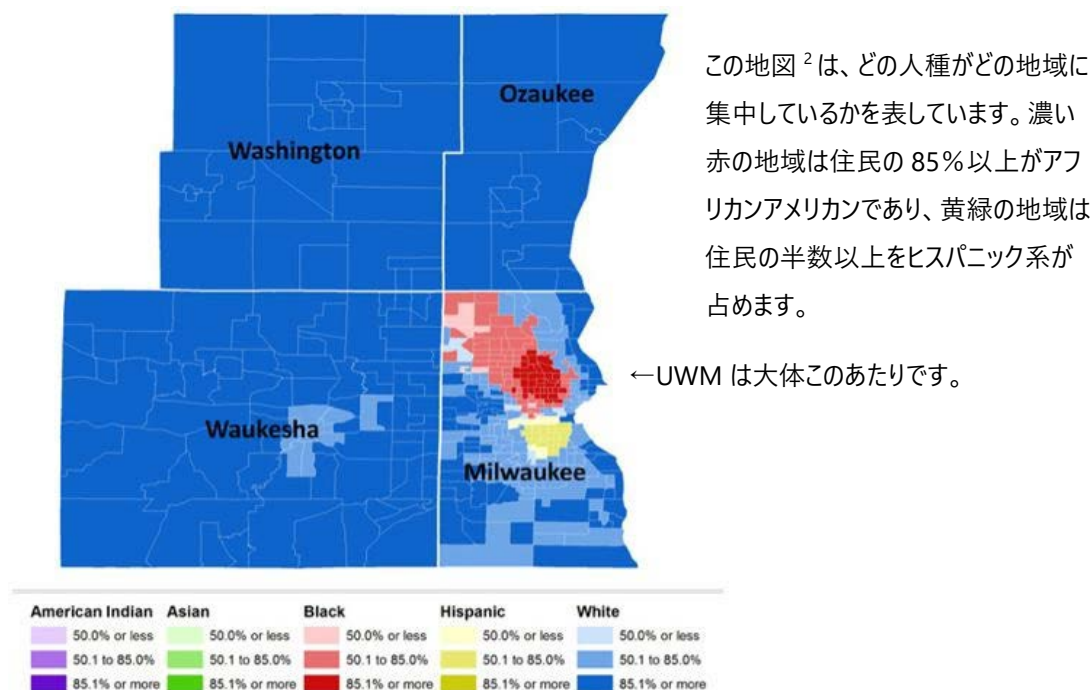 Ozaukee
Washington
Waukesha
Milwaukee
この地図2は、どの人種がどの地域に
集中しているかを表しています。濃い
赤の地域は住民の 85%以上がアフ
リカンアメリカンであり、黄緑の地域は
住民の半数以上をヒスパニック系が
占めます。
←UWM は大体このあたりです。
American Indian Asian Black Hispanic White
50.0% or less 50.0% or less 50.0% or less 50.0% or less 50.0% or less
50.1 to 85.0% 50.1 to 85.0% 50.1 to 85.0% 50.1 to 85.0% 50.1 to 85.0%
85.1% or more 85.1% or more 85.1% or more 85.1% or more 85.1% or more